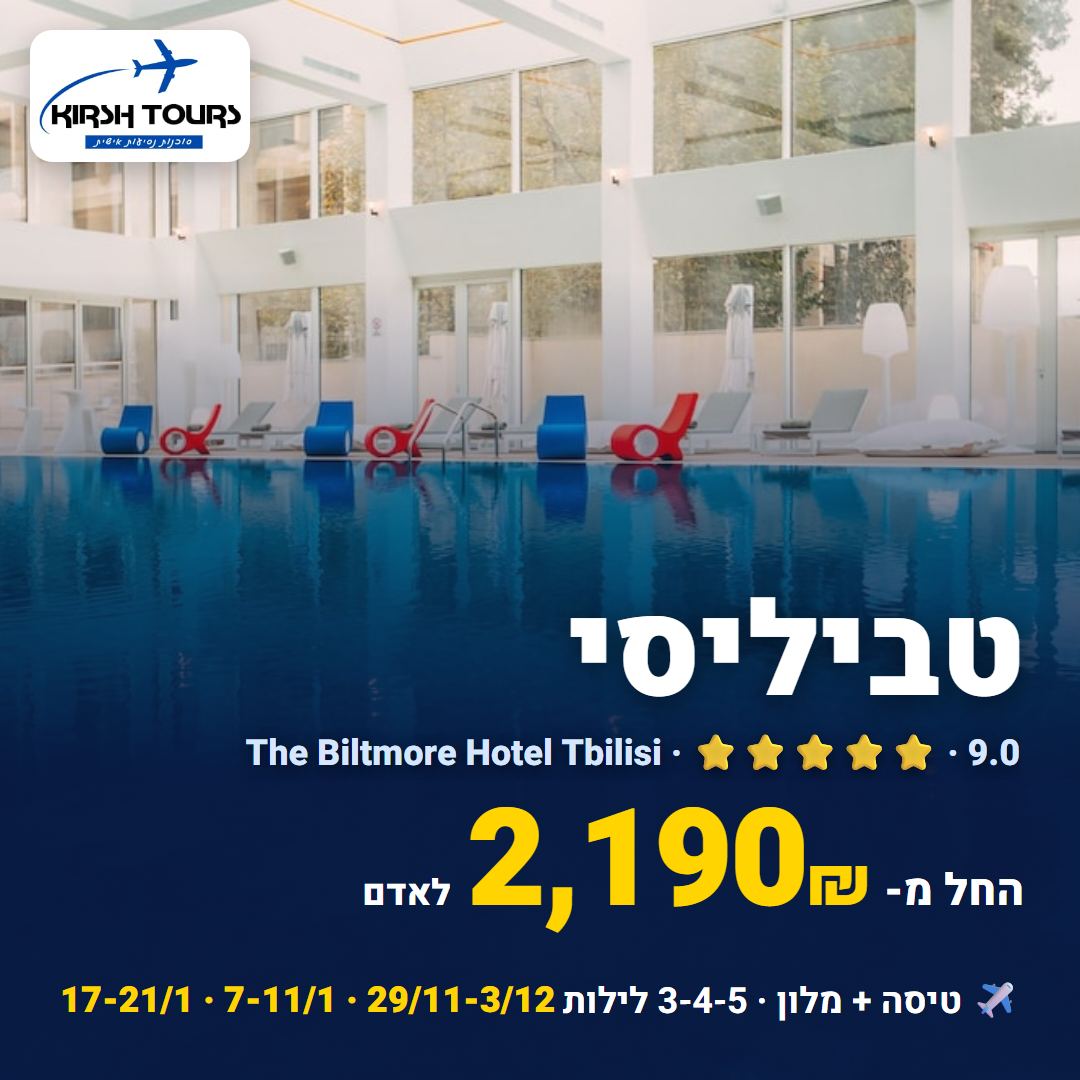 KIRSH TOURS
סוכנות נסיעות אישית
טביליסי
The Biltmore Hotel Tbilisi · ⭐⭐⭐⭐⭐ · 9.0
החל מ- ₪2,190 לאדם
✈️ טיסה + מלון · 3-4-5 לילות 29/11-3/12 · 7-11/1 · 17-21/1